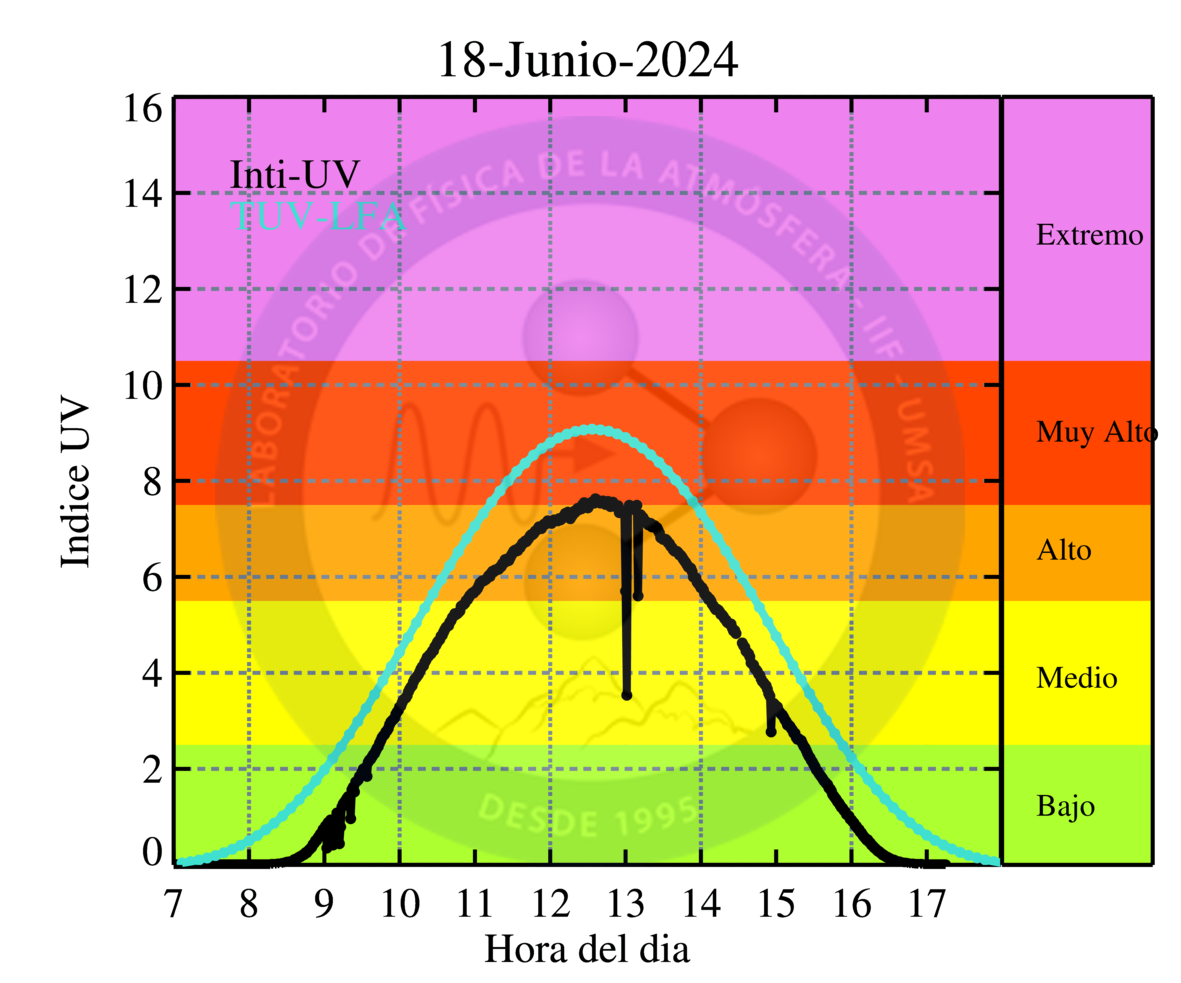 18-Junio-2024
Inti-UV
TUV-LFA
LABORATORIO DE FÍSICA DE LA ATMÓSFERA - IIF - UMSA
DESDE 1995
Indice UV
16
14
12
10
8
6
4
2
0
Extremo
Muy Alto
Alto
Medio
Bajo
7 8 9 10 11 12 13 14 15 16 17
Hora del dia